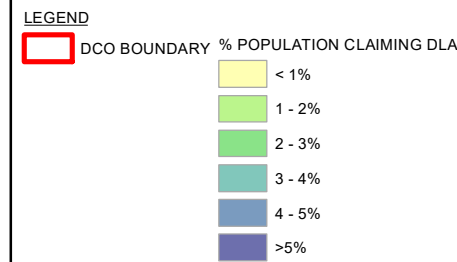 LEGEND
DCO BOUNDARY
% POPULATION CLAIMING DLA
< 1%
1 - 2%
2 - 3%
3 - 4%
4 - 5%
>5%